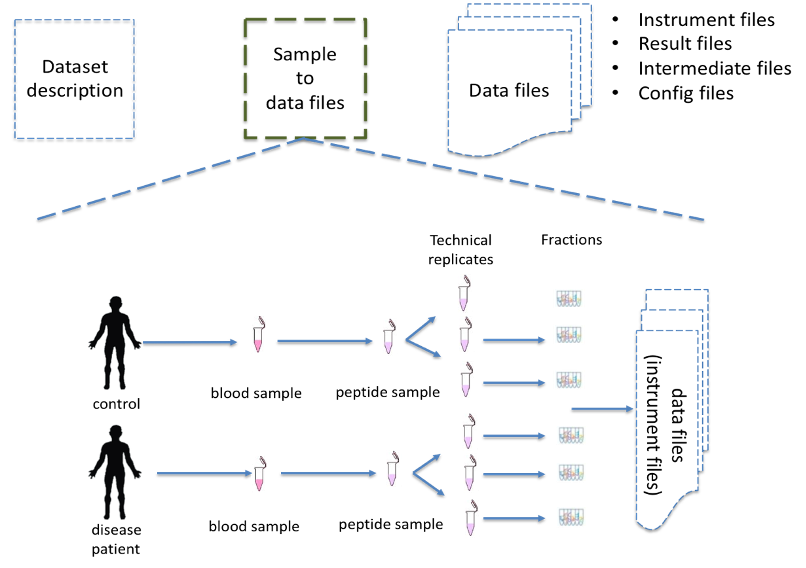 Dataset
description
Sample
to
data files
Data files
• Instrument files
• Result files
• Intermediate files
• Config files
Technical
replicates
Fractions
control
blood sample
peptide sample
disease
patient
blood sample
peptide sample
data files
(instrument files)